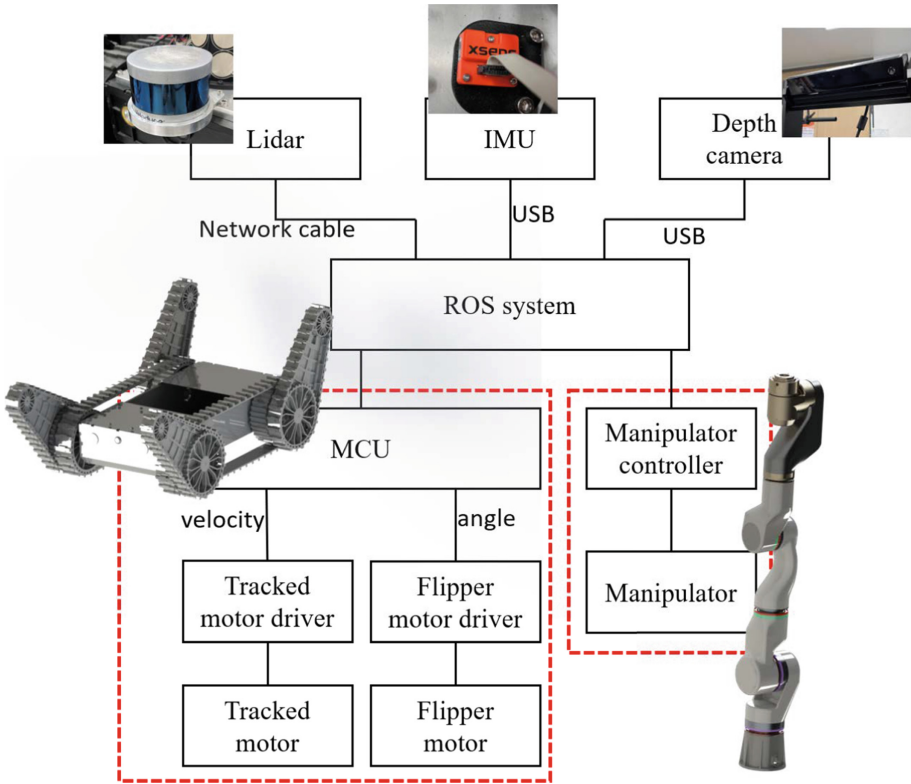 xsens
Lidar
IMU
Depth
camera
Network cable
USB
USB
ROS system
MCU
Manipulator
controller
velocity
angle
Tracked
motor driver
Flipper
motor driver
Manipulator
Tracked
motor
Flipper
motor